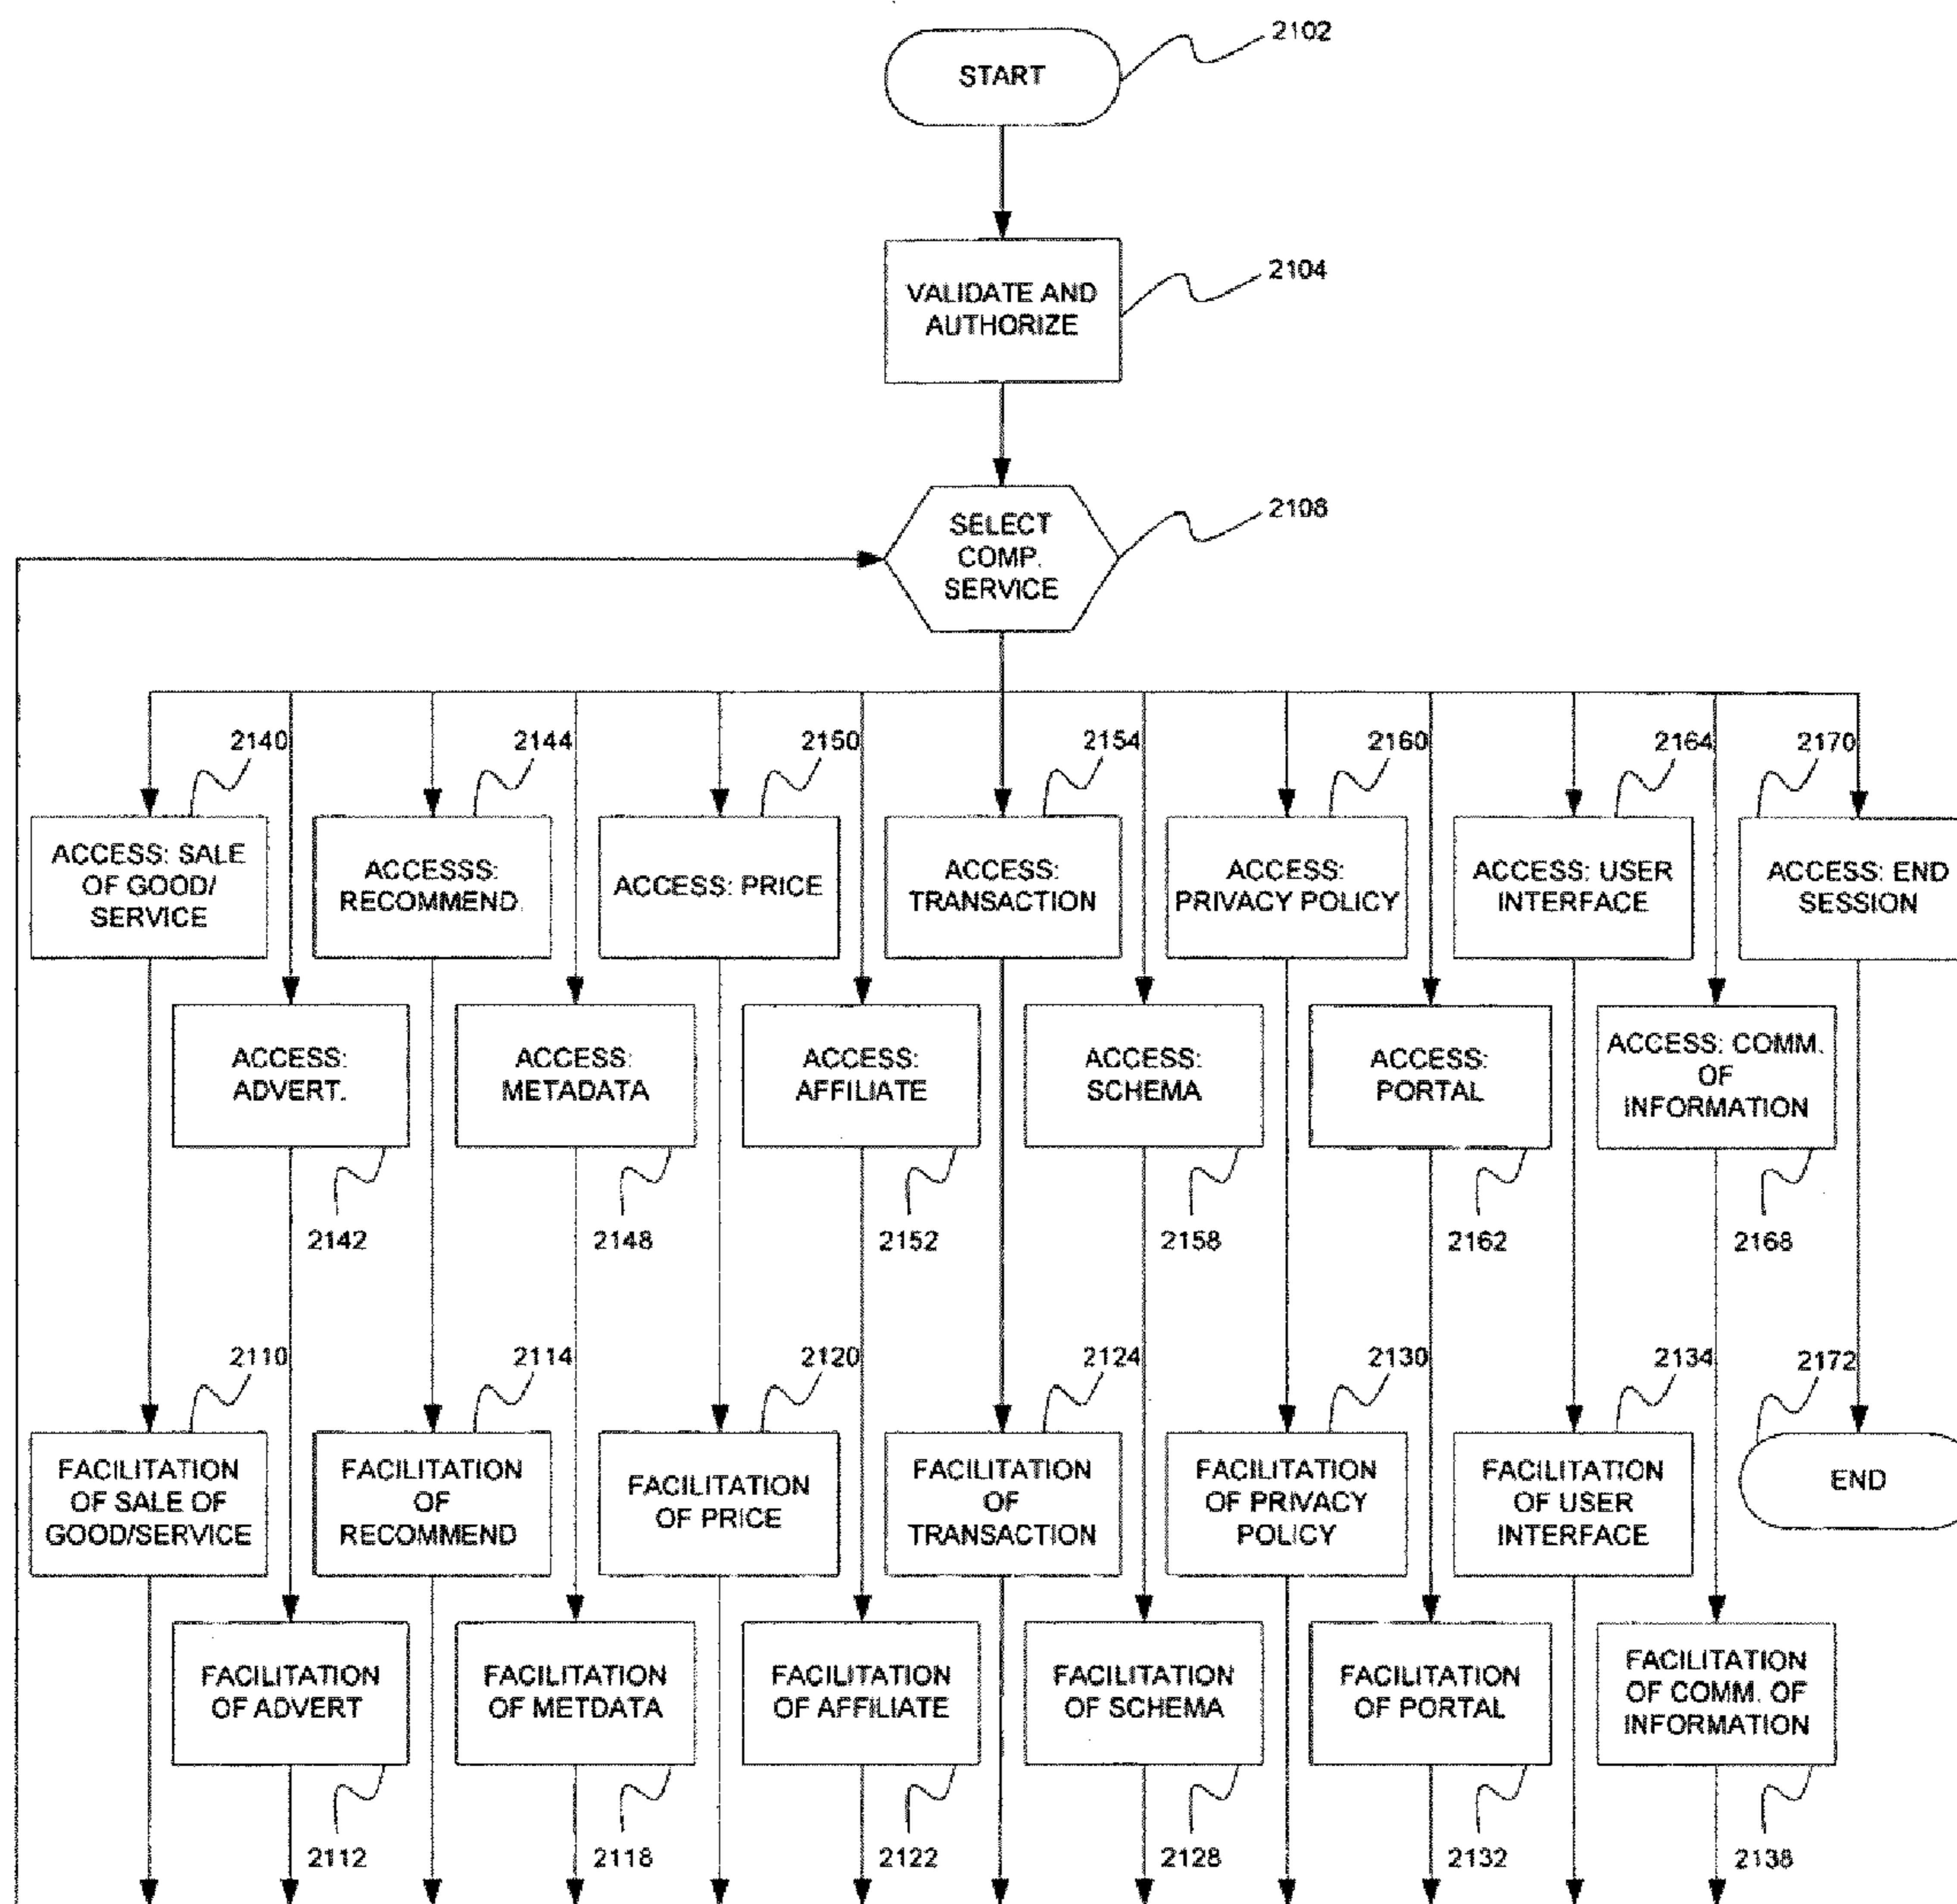 2102
START
2104
VALIDATE AND
AUTHORIZE
2108
SELECT
COMP.
SERVICE
2140
2144
2150
2154
2160
2164
2170
ACCESS: SALE
OF GOOD/
SERVICE
ACCESSS:
RECOMMEND.
ACCESS: PRICE
ACCESS:
TRANSACTION
ACCESS:
PRIVACY POLICY
ACCESS: USER
INTERFACE
ACCESS: END
SESSION
ACCESS:
ADVERT.
ACCESS:
METADATA
ACCESS:
AFFILIATE
ACCESS:
SCHEMA
ACCESS:
PORTAL
ACCESS: COMM.
OF
INFORMATION
2142
2148
2152
2158
2162
2168
2110
2114
2120
2124
2130
2134
2172
FACILITATION
OF SALE OF
GOOD/SERVICE
FACILITATION
OF
RECOMMEND
FACILITATION
OF PRICE
FACILITATION
OF
TRANSACTION
FACILITATION
OF PRIVACY
POLICY
FACILITATION
OF USER
INTERFACE
END
FACILITATION
OF ADVERT
FACILITATION
OF METDATA
FACILITATION
OF AFFILIATE
FACILITATION
OF SCHEMA
FACILITATION
OF PORTAL
FACILITATION
OF COMM. OF
INFORMATION
2112
2118
2122
2128
2132
2138